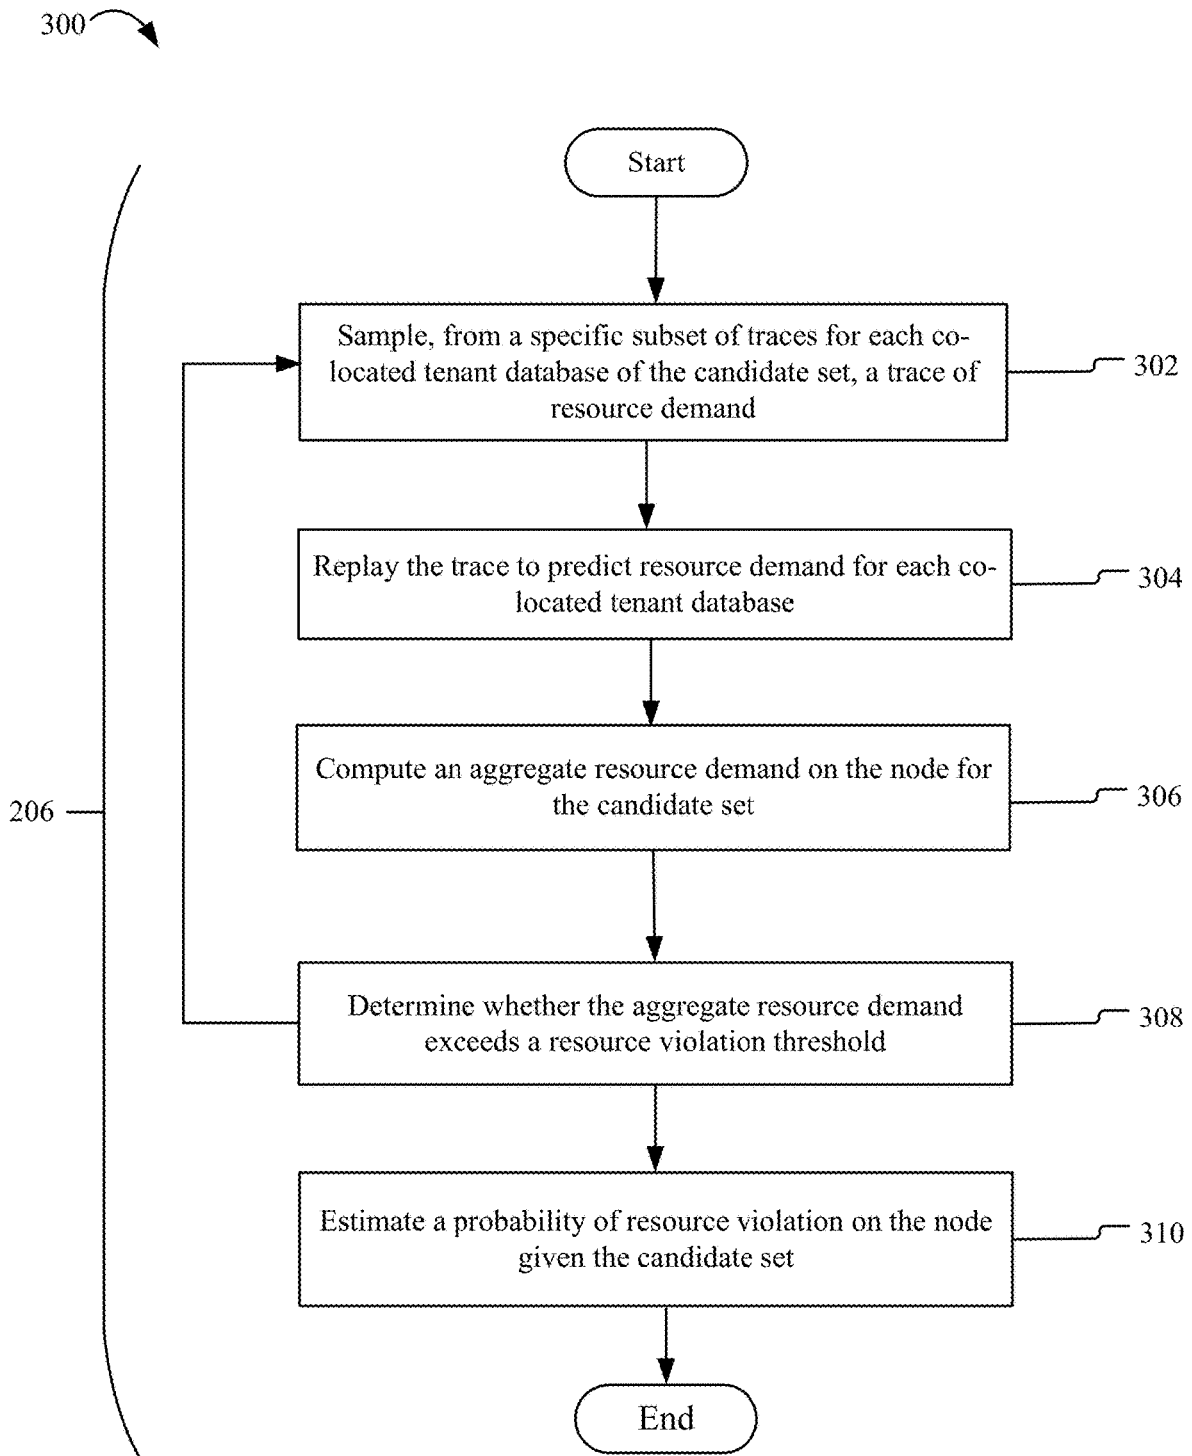 300
Start
Sample, from a specific subset of traces for each co-
located tenant database of the candidate set, a trace of
resource demand
302
Replay the trace to predict resource demand for each co-
located tenant database
304
Compute an aggregate resource demand on the node for
the candidate set
306
206
Determine whether the aggregate resource demand
exceeds a resource violation threshold
308
Estimate a probability of resource violation on the node
given the candidate set
310
End